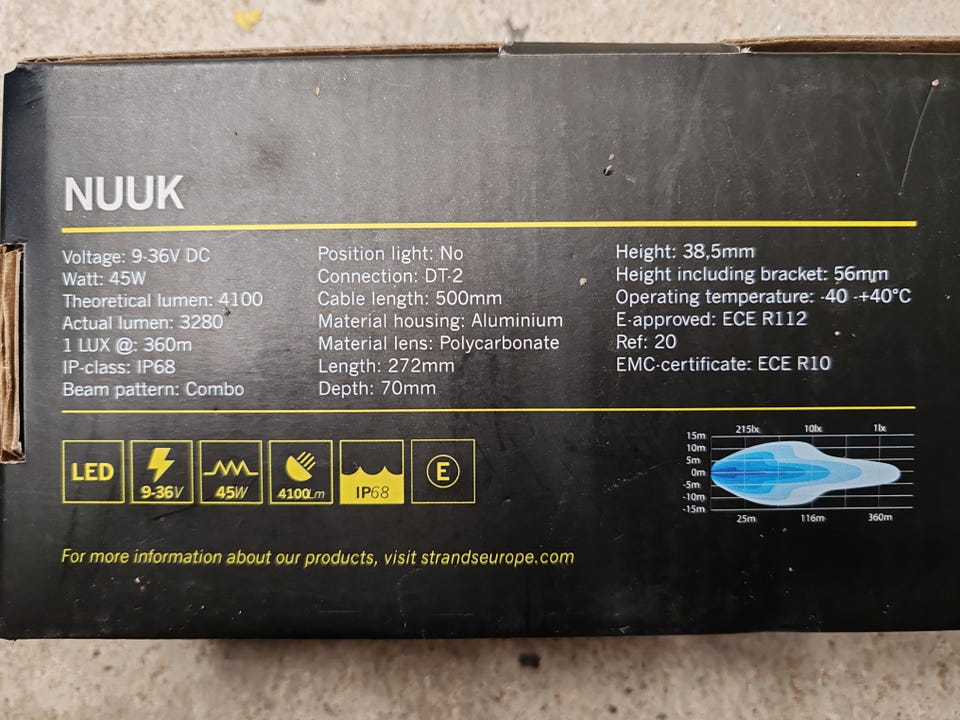 NUUK
Voltage: 9-36V DC
Watt: 45W
Theoretical lumen: 4100
Actual lumen: 3280
1 LUX @: 360m
IP-class: IP68
Beam pattern: Combo
Position light: No
Connection: DT-2
Cable length: 500mm
Material housing: Aluminium
Material lens: Polycarbonate
Length: 272mm
Depth: 70mm
Height: 38,5mm
Height including bracket: 56mm
Operating temperature: -40 -+40°C
E-approved: ECE R112
Ref: 20
EMC-certificate: ECE R10
LED
9-36V
45W
4100Lm
IP68
E
215lx 10lx 1lx
15m
10m
5m
0m
-5m
-10m
-15m
25m 116m 360m
For more information about our products, visit strandseurope.com